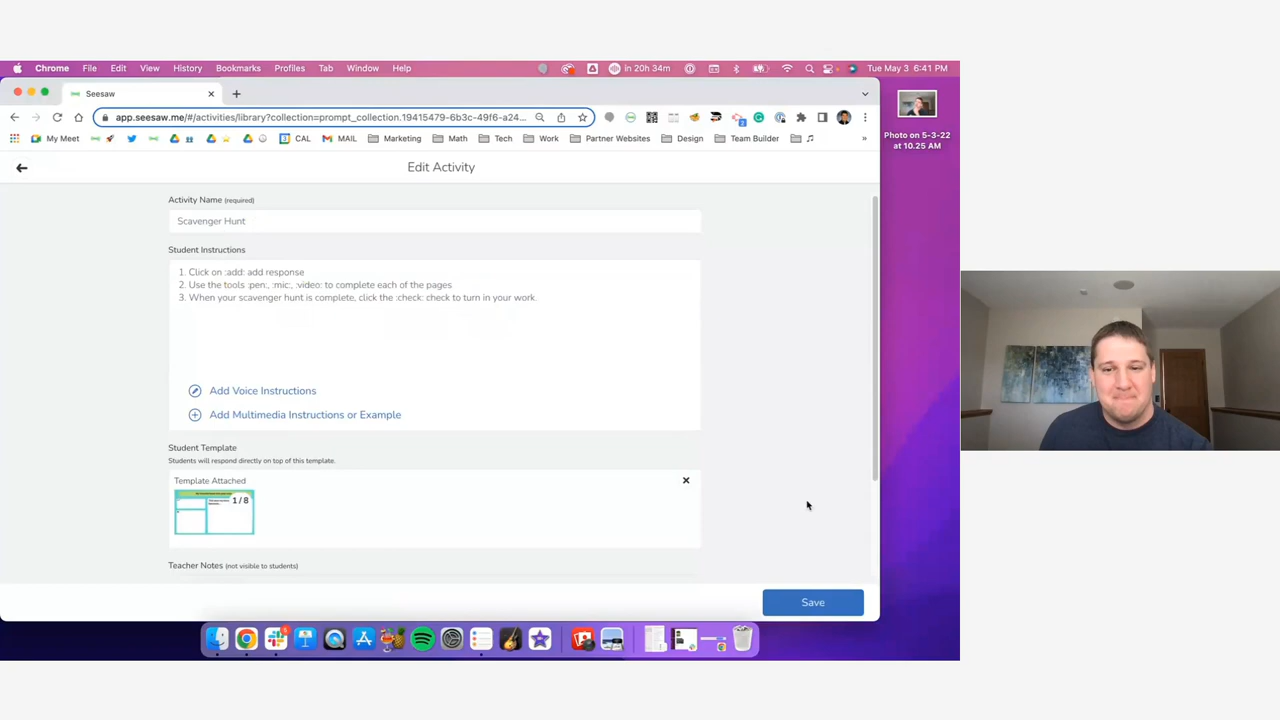 Chrome File Edit View History Bookmarks Profiles Tab Window Help in 20h 34m Tue May 3 6:41 PM
Seesaw
app.seesaw.me/#/activities/library?collection=prompt_collection.19415479-6b3c-49f6-a24...
My Meet CAL MAIL Marketing Math Tech Work Partner Websites Design Team Builder »
Photo on 5-3-22
at 10.25 AM
Edit Activity
Activity Name (required)
Scavenger Hunt
Student Instructions
1. Click on :add: add response
2. Use the tools :pen:, :mic:, :video: to complete each of the pages
3. When your scavenger hunt is complete, click the :check: check to turn in your work.
Add Voice Instructions
Add Multimedia Instructions or Example
Student Template
Students will respond directly on top of this template.
Template Attached
1 / 8
Teacher Notes (not visible to students)
Save